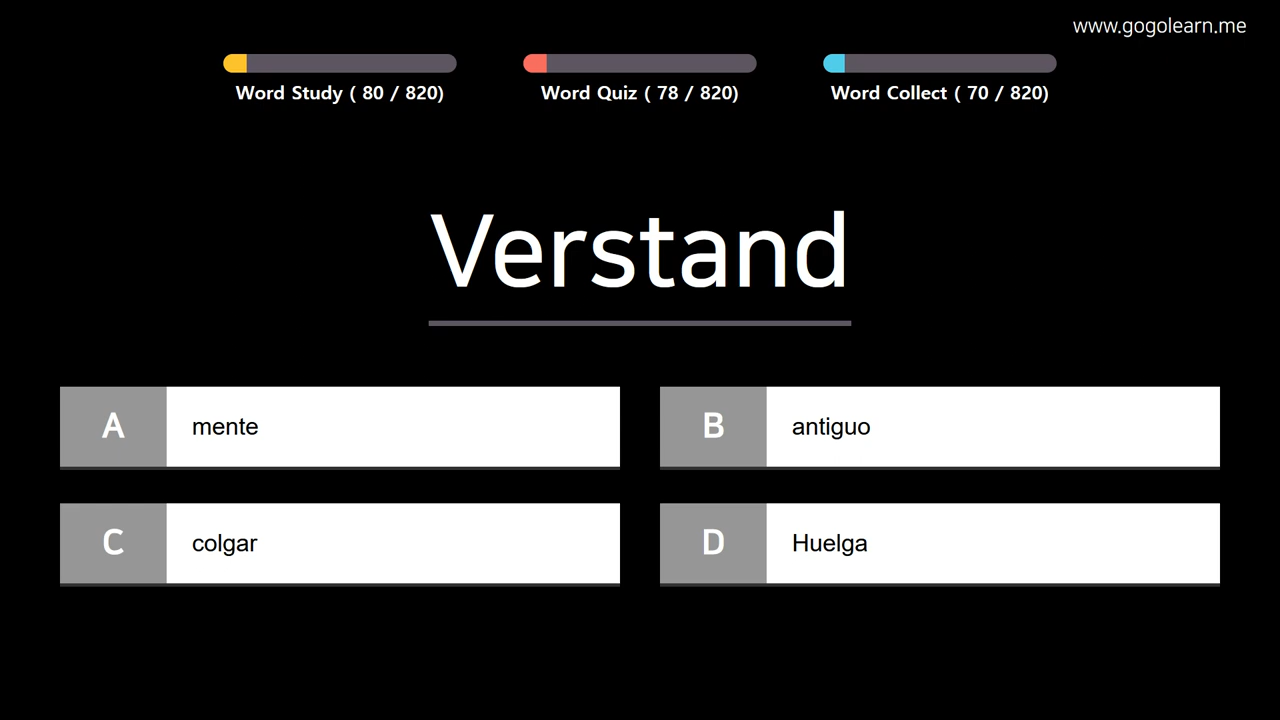 www.gogolearn.me
Word Study ( 80 / 820)
Word Quiz ( 78 / 820)
Word Collect ( 70 / 820)
Verstand
A mente
B antiguo
C colgar
D Huelga